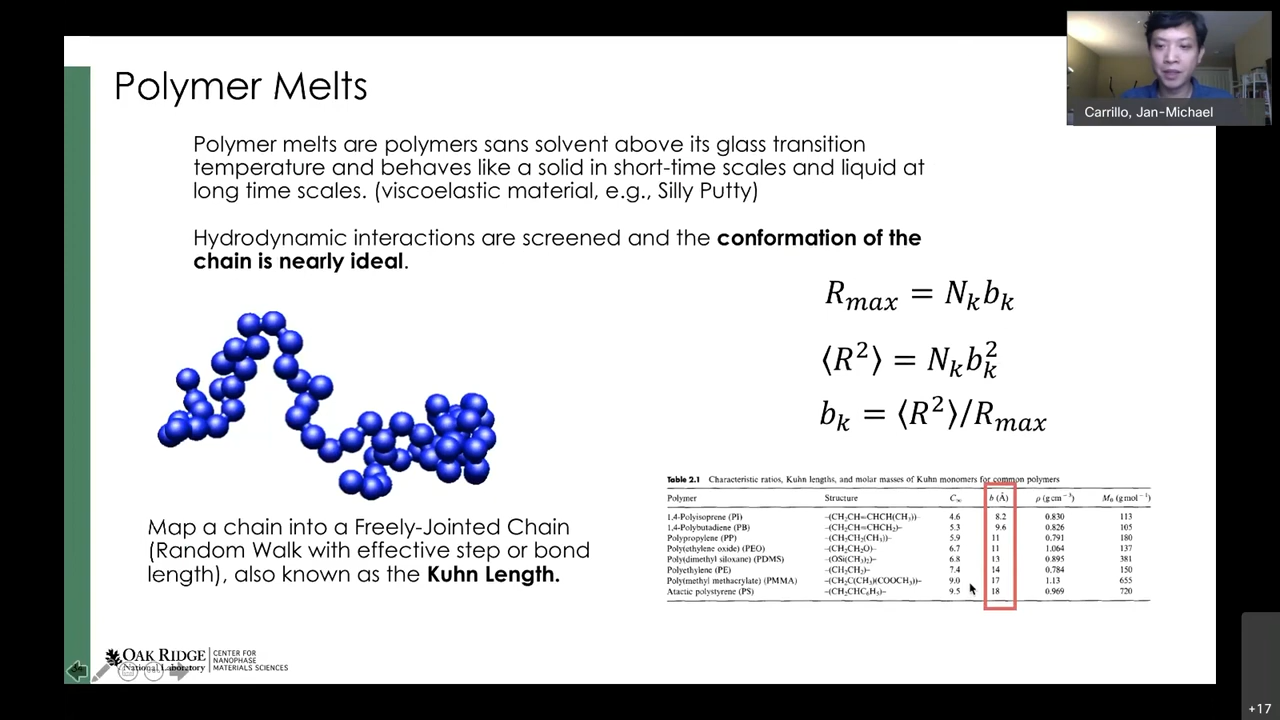 Polymer Melts
Carrillo, Jan-Michael
Polymer melts are polymers sans solvent above its glass transition
temperature and behaves like a solid in short-time scales and liquid at
long time scales. (viscoelastic material, e.g., Silly Putty)
Hydrodynamic interactions are screened and the conformation of the
chain is nearly ideal.
R_max = N_k b_k
⟨R²⟩ = N_k b_k²
b_k = ⟨R²⟩/R_max
Table 2.1 Characteristic ratios, Kuhn lengths, and molar masses of Kuhn monomers for common polymers
Polymer Structure C∞ b (Å) ρ (g cm⁻³) M₀ (g mol⁻¹)
1,4-Polyisoprene (PI) –(CH₂CH=CHCH(CH₃))– 4.6 8.2 0.830 113
1,4-Polybutadiene (PB) –(CH₂CH=CHCH₂)– 5.3 9.6 0.826 105
Polypropylene (PP) –(CH₂CH₂(CH₃))– 5.9 11 0.791 180
Poly(ethylene oxide) (PEO) –(CH₂CH₂O)– 6.7 11 1.064 137
Poly(dimethyl siloxane) (PDMS) –(OSi(CH₃)₂)– 6.8 13 0.895 381
Polyethylene (PE) –(CH₂CH₂)– 7.4 14 0.784 150
Poly(methyl methacrylate) (PMMA) –(CH₂C(CH₃)(COOCH₃))– 9.0 17 1.13 655
Atactic polystyrene (PS) –(CH₂CHC₆H₅)– 9.5 18 0.969 720
Map a chain into a Freely-Jointed Chain
(Random Walk with effective step or bond
length), also known as the Kuhn Length.
OAK RIDGE
National Laboratory
CENTER FOR
NANOPHASE
MATERIALS SCIENCES
+17